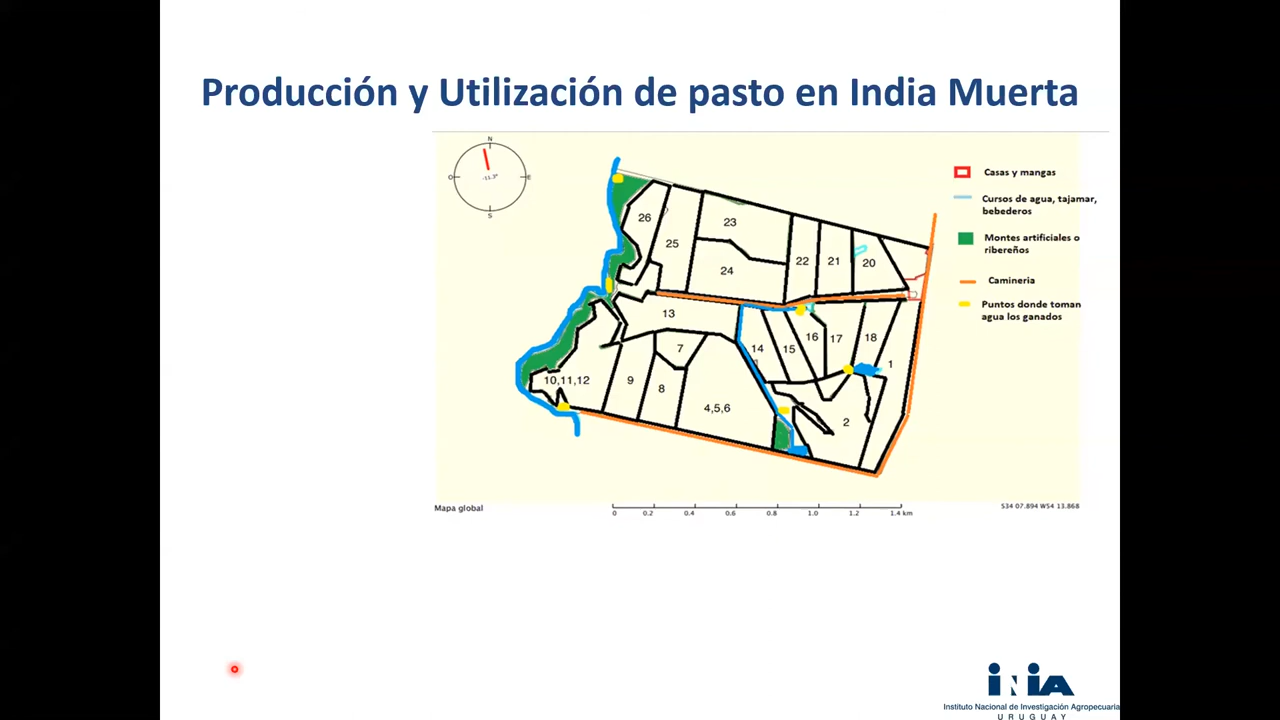 Producción y Utilización de pasto en India Muerta
N
O
E
-11.3°
S
Casas y mangas
Cursos de agua, tajamar,
bebederos
Montes artificiales o
ribereños
Camineria
Puntos donde toman
agua los ganados
26
25
23
24
22
21
20
13
14
15
16
17
18
1
7
10,11,12
9
8
4,5,6
2
Mapa global
0 0.2 0.4 0.6 0.8 1.0 1.2 1.4 km
S34 07.894 W54 13.868
INIA
Instituto Nacional de Investigación Agropecuaria
URUGUAY